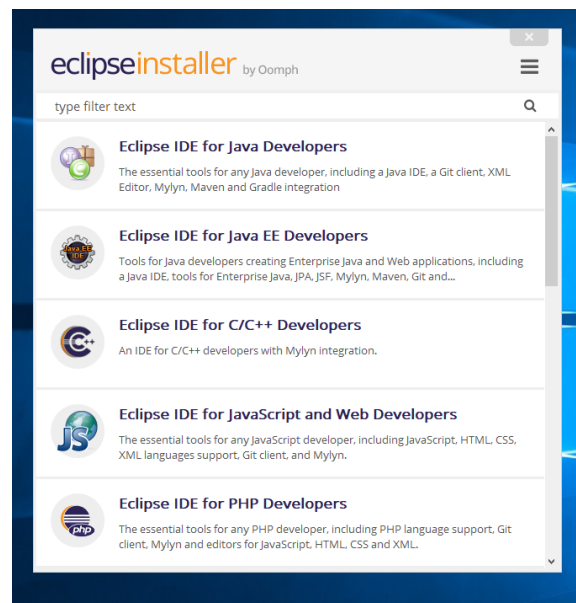 eclipseinstaller by Oomph
type filter text
Eclipse IDE for Java Developers
The essential tools for any Java developer, including a Java IDE, a Git client, XML
Editor, Mylyn, Maven and Gradle integration
Java EE
IDE
Eclipse IDE for Java EE Developers
Tools for Java developers creating Enterprise Java and Web applications, including
a Java IDE, tools for Enterprise Java, JPA, JSF, Mylyn, Maven, Git and...
C++
Eclipse IDE for C/C++ Developers
An IDE for C/C++ developers with Mylyn integration.
JS
Eclipse IDE for JavaScript and Web Developers
The essential tools for any JavaScript developer, including JavaScript, HTML, CSS,
XML languages support, Git client, and Mylyn.
php
Eclipse IDE for PHP Developers
The essential tools for any PHP developer, including PHP language support, Git
client, Mylyn and editors for JavaScript, HTML, CSS and XML.